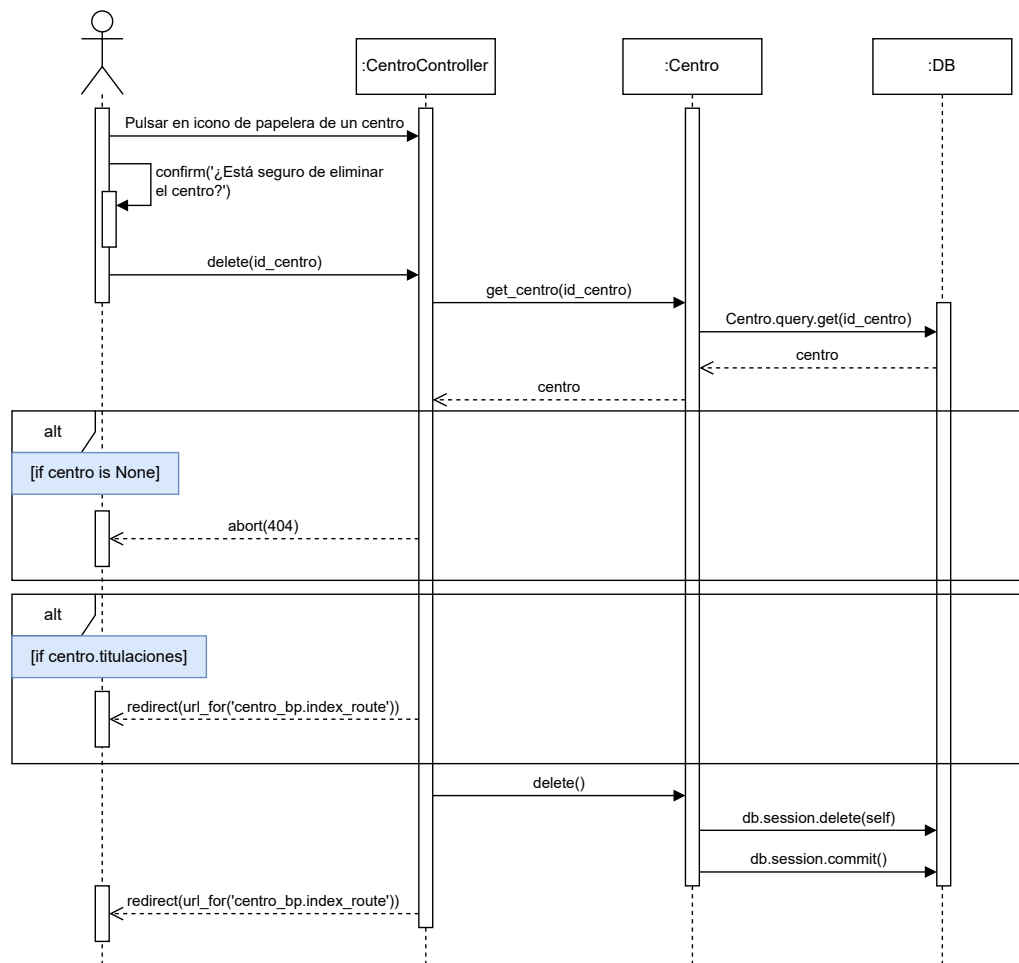 :CentroController
:Centro
:DB
Pulsar en icono de papelera de un centro
confirm('¿Está seguro de eliminar
el centro?')
delete(id_centro)
get_centro(id_centro)
Centro.query.get(id_centro)
centro
centro
alt
[if centro is None]
abort(404)
alt
[if centro.titulaciones]
redirect(url_for('centro_bp.index_route'))
delete()
db.session.delete(self)
db.session.commit()
redirect(url_for('centro_bp.index_route'))